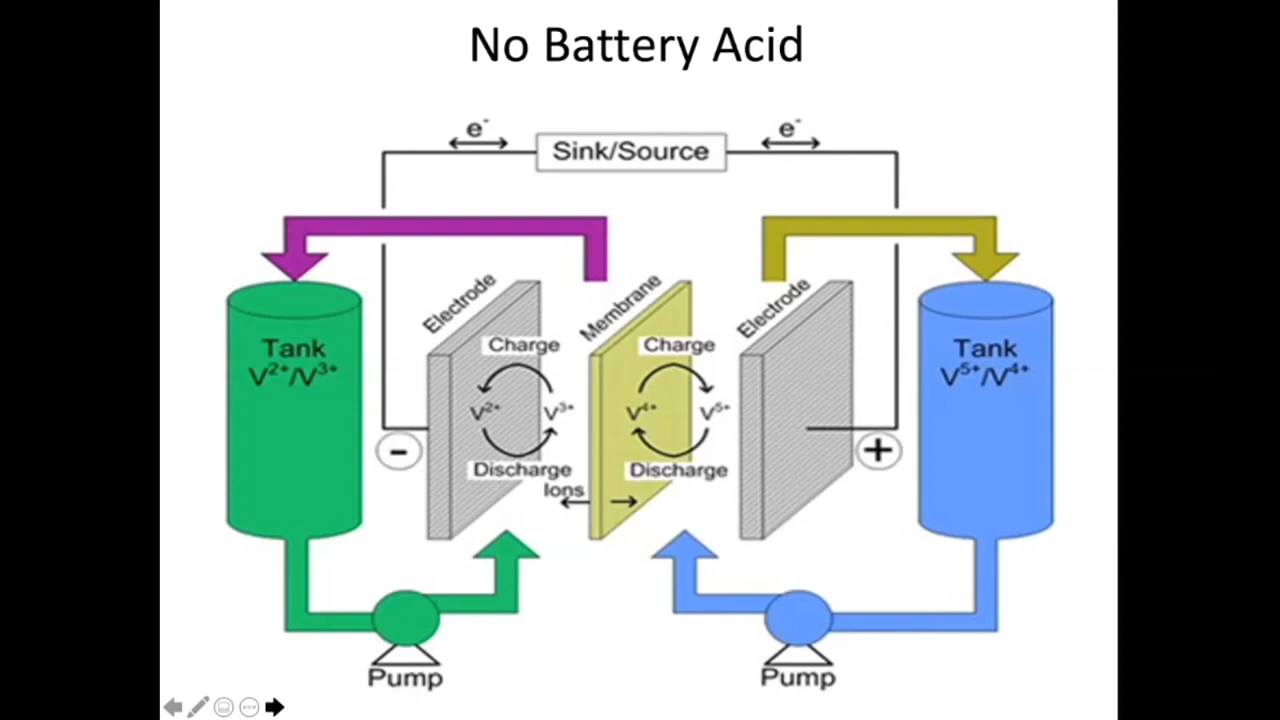 No Battery Acid
e⁻
Sink/Source
e⁻
Electrode
Membrane
Electrode
Tank
V²⁺/V³⁺
Charge
V²⁺
V³⁺
Discharge
Ions
Charge
V⁴⁺
V⁵⁺
Discharge
Tank
V⁵⁺/V⁴⁺
-
+
Pump
Pump